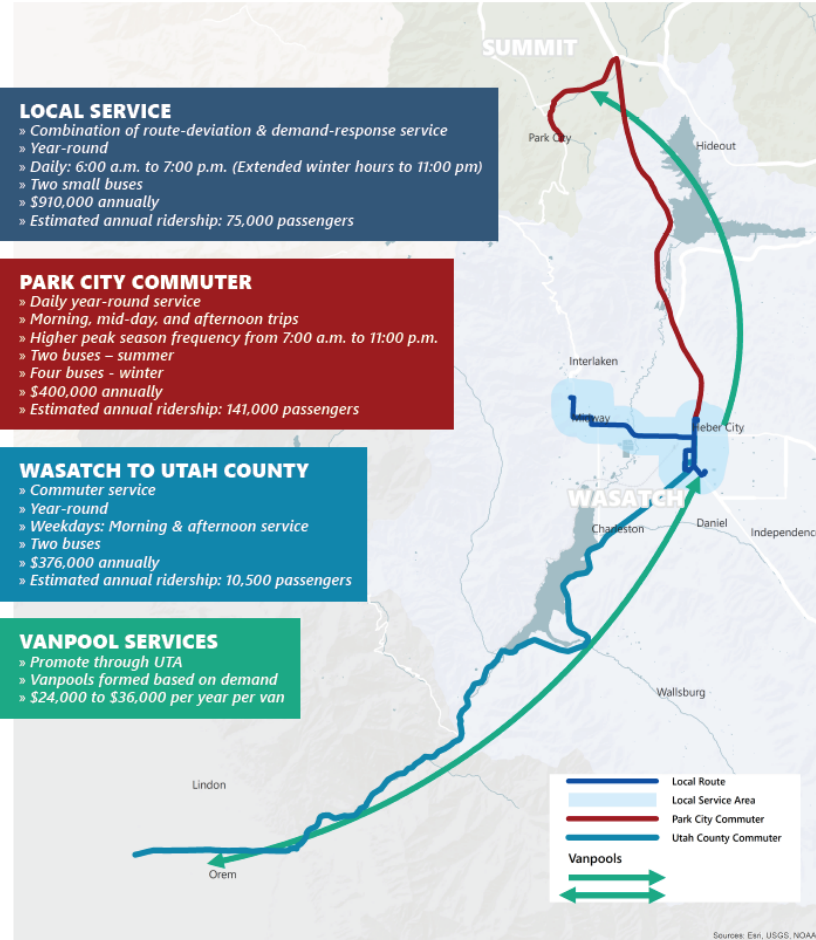 SUMMIT
LOCAL SERVICE
» Combination of route-deviation & demand-response service
» Year-round
» Daily: 6:00 a.m. to 7:00 p.m. (Extended winter hours to 11:00 pm)
» Two small buses
» $910,000 annually
» Estimated annual ridership: 75,000 passengers
Park City
Hideout
PARK CITY COMMUTER
» Daily year-round service
» Morning, mid-day, and afternoon trips
» Higher peak season frequency from 7:00 a.m. to 11:00 p.m.
» Two buses – summer
» Four buses - winter
» $400,000 annually
» Estimated annual ridership: 141,000 passengers
Interlaken
Midway
Heber City
WASATCH TO UTAH COUNTY
» Commuter service
» Year-round
» Weekdays: Morning & afternoon service
» Two buses
» $376,000 annually
» Estimated annual ridership: 10,500 passengers
WASATCH
Charleston
Daniel
Independenc
VANPOOL SERVICES
» Promote through UTA
» Vanpools formed based on demand
» $24,000 to $36,000 per year per van
Wallsburg
Lindon
Orem
Local Route
Local Service Area
Park City Commuter
Utah County Commuter
Vanpools
Sources: Esri, USGS, NOAA